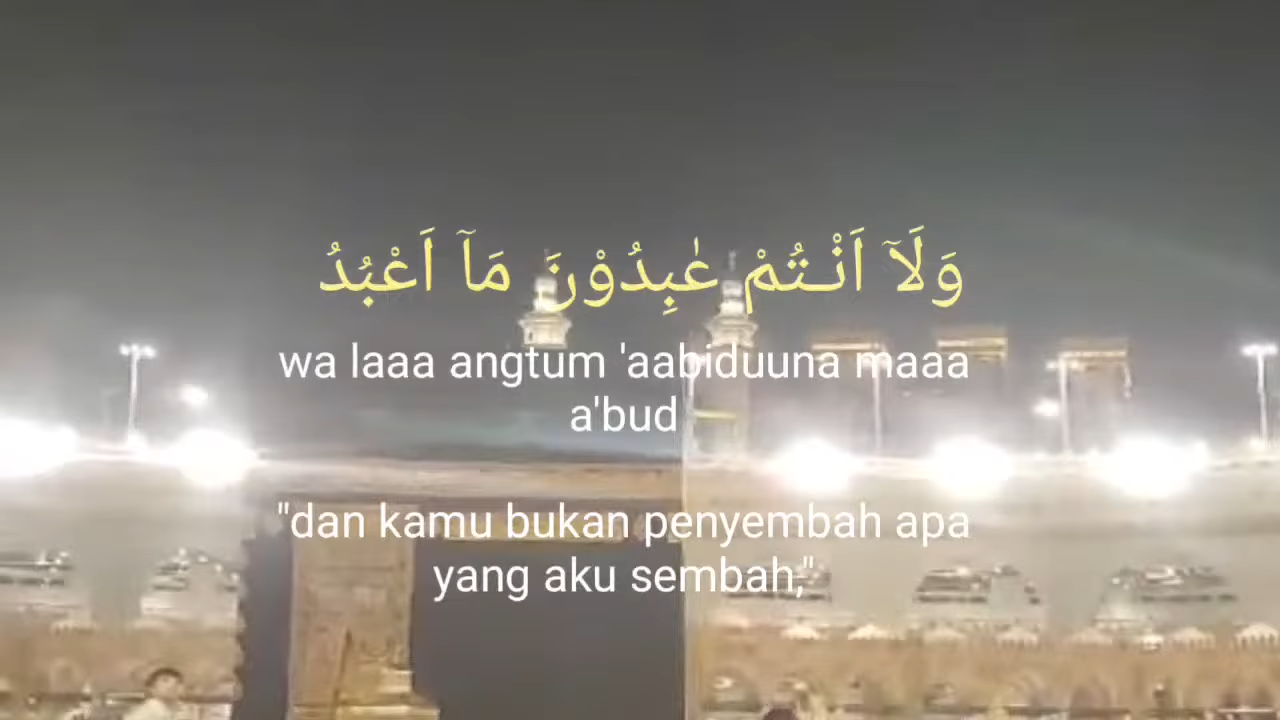 وَلَآ اَنْـتُمْ عٰبِدُوْنَ مَآ اَعْبُدُ
wa laaa angtum 'aabiduuna maaa
a'bud
"dan kamu bukan penyembah apa
yang aku sembah,"